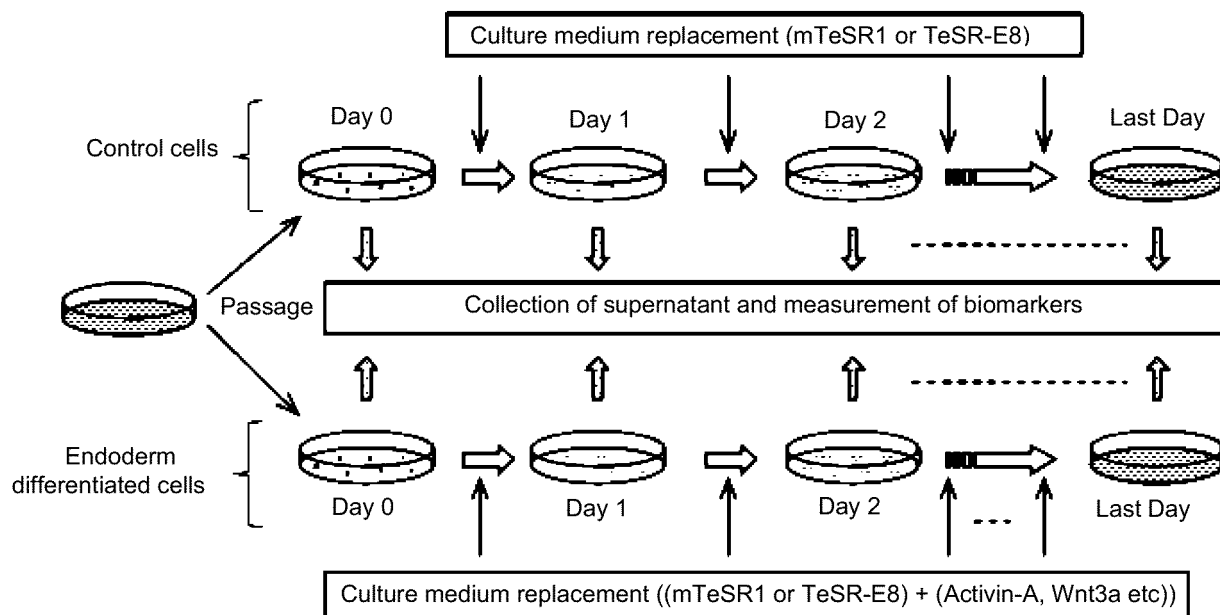 Culture medium replacement (mTeSR1 or TeSR-E8)
Day 0
Day 1
Day 2
Last Day
Control cells
Passage
Collection of supernatant and measurement of biomarkers
Endoderm
differentiated cells
Day 0
Day 1
Day 2
Last Day
Culture medium replacement ((mTeSR1 or TeSR-E8) + (Activin-A, Wnt3a etc))